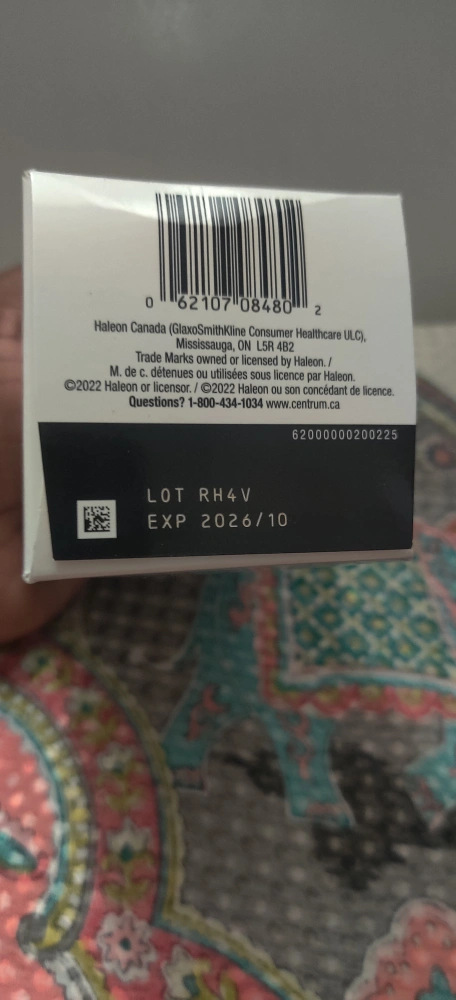 0 62107 08480 2
Haleon Canada (GlaxoSmithKline Consumer Healthcare ULC),
Mississauga, ON L5R 4B2
Trade Marks owned or licensed by Haleon. /
M. de c. détenues ou utilisées sous licence par Haleon.
©2022 Haleon or licensor. / ©2022 Haleon ou son concédant de licence.
Questions? 1-800-434-1034 www.centrum.ca
62000000200225
LOT RH4V
EXP 2026/10